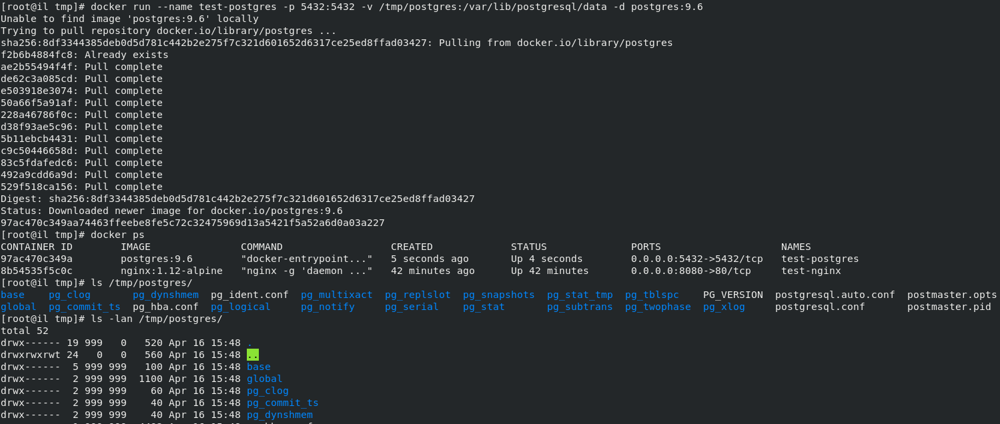 [root@il tmp]# docker run --name test-postgres -p 5432:5432 -v /tmp/postgres:/var/lib/postgresql/data -d postgres:9.6
Unable to find image 'postgres:9.6' locally
Trying to pull repository docker.io/library/postgres ...
sha256:8df3344385deb0d5d781c442b2e275f7c321d601652d6317ce25ed8ffad03427: Pulling from docker.io/library/postgres
f2b6b4884fc8: Already exists
ae2b55494f4f: Pull complete
de62c3a085cd: Pull complete
e503918e3074: Pull complete
50a66f5a91af: Pull complete
228a46786f0c: Pull complete
d38f93ae5c96: Pull complete
5b11ebcb4431: Pull complete
c9c50446658d: Pull complete
83c5fdafedc6: Pull complete
492a9cdd6a9d: Pull complete
529f518ca156: Pull complete
Digest: sha256:8df3344385deb0d5d781c442b2e275f7c321d601652d6317ce25ed8ffad03427
Status: Downloaded newer image for docker.io/postgres:9.6
97ac470c349aa74463ffeebe8fe5c72c32475969d13a5421f5a52a6d0a03a227
[root@il tmp]# docker ps
CONTAINER ID        IMAGE               COMMAND                  CREATED             STATUS              PORTS                    NAMES
97ac470c349a        postgres:9.6        "docker-entrypoint..."   5 seconds ago       Up 4 seconds        0.0.0.0:5432->5432/tcp   test-postgres
8b54535f5c0c        nginx:1.12-alpine   "nginx -g 'daemon ..."   42 minutes ago      Up 42 minutes       0.0.0.0:8080->80/tcp     test-nginx
[root@il tmp]# ls /tmp/postgres/
base    pg_clog       pg_dynshmem  pg_ident.conf  pg_multixact  pg_replslot  pg_snapshots  pg_stat_tmp  pg_tblspc    PG_VERSION  postgresql.auto.conf  postmaster.opts
global  pg_commit_ts  pg_hba.conf  pg_logical     pg_notify     pg_serial    pg_stat       pg_subtrans  pg_twophase  pg_xlog     postgresql.conf       postmaster.pid
[root@il tmp]# ls -lan /tmp/postgres/
total 52
drwx------ 19 999   0   520 Apr 16 15:48 .
drwxrwxrwt 24   0   0   560 Apr 16 15:48 ..
drwx------  5 999 999   100 Apr 16 15:48 base
drwx------  2 999 999  1100 Apr 16 15:48 global
drwx------  2 999 999    60 Apr 16 15:48 pg_clog
drwx------  2 999 999    40 Apr 16 15:48 pg_commit_ts
drwx------  2 999 999    40 Apr 16 15:48 pg_dynshmem